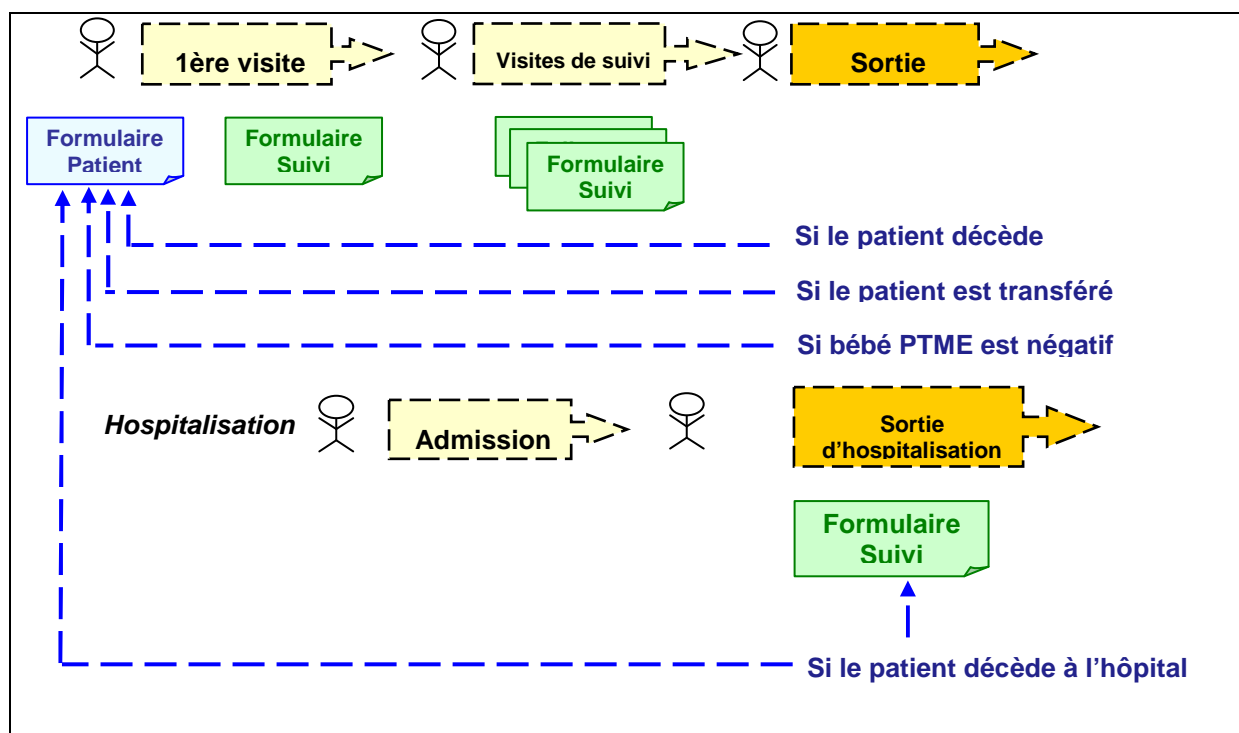 1ère visite
Visites de suivi
Sortie
Formulaire
Patient
Formulaire
Suivi
Formulaire
Suivi
Si le patient décède
Si le patient est transféré
Si bébé PTME est négatif
Hospitalisation
Admission
Sortie
d’hospitalisation
Formulaire
Suivi
Si le patient décède à l’hôpital